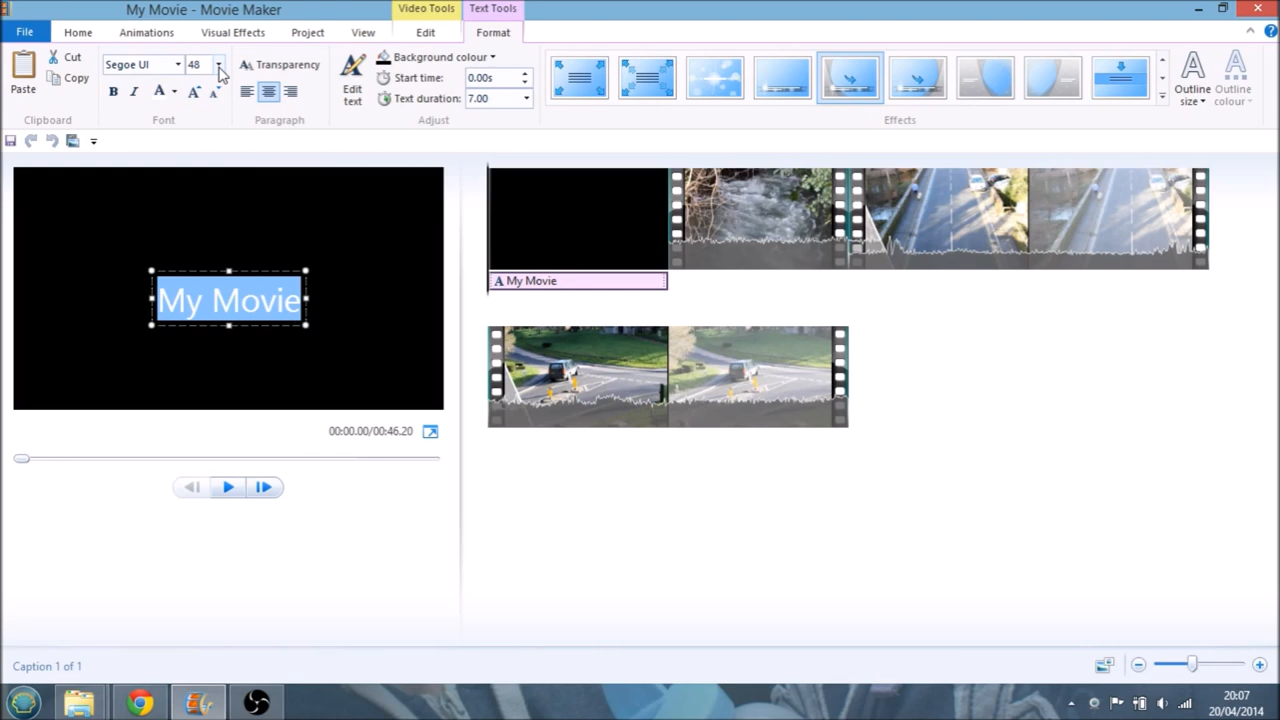 My Movie - Movie Maker
Video Tools
Text Tools
File
Home
Animations
Visual Effects
Project
View
Edit
Format
Paste
Cut
Copy
Clipboard
Segoe UI
48
B
I
A
A
A
Font
AA Transparency
Paragraph
Edit
text
Background colour
Start time:
0.00s
Text duration:
7.00
Adjust
Effects
A
Outline
size
A
Outline
colour
My Movie
A My Movie
00:00.00/00:46.20
Caption 1 of 1
20:07
20/04/2014